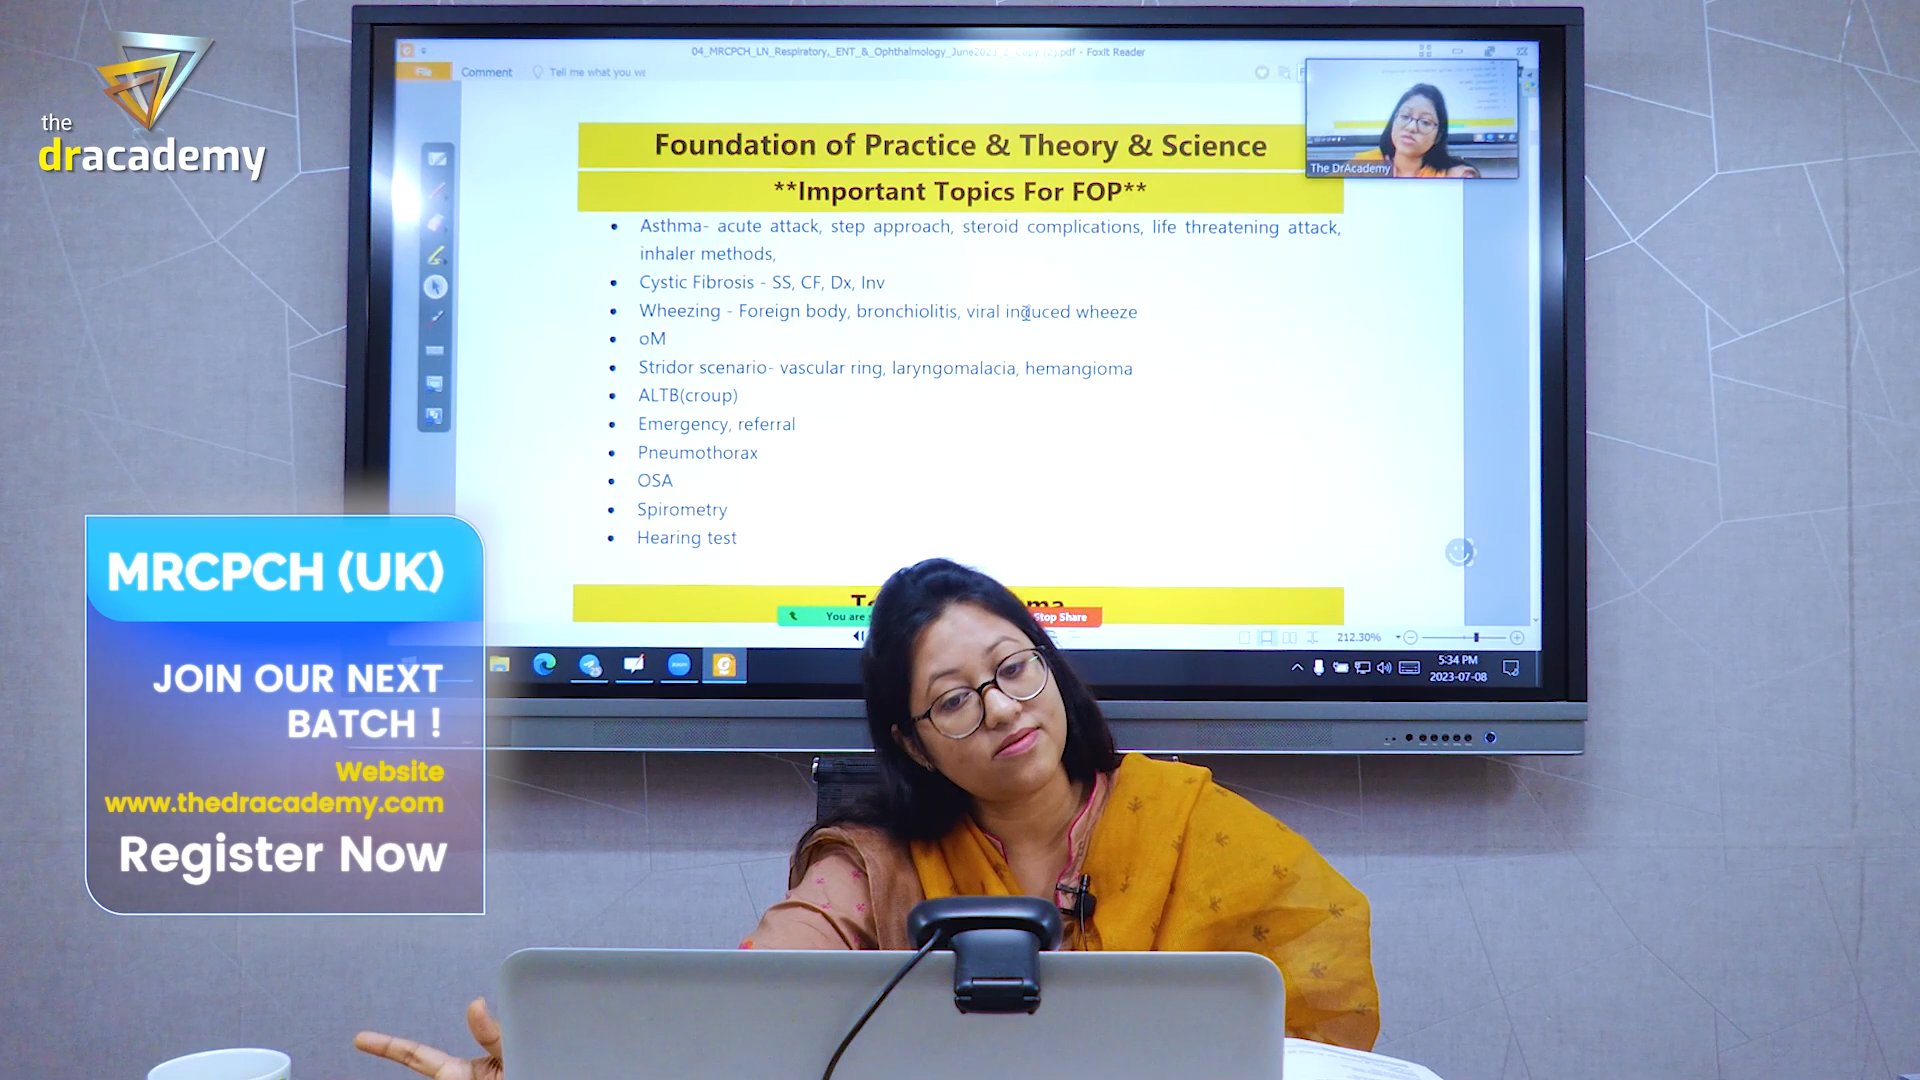 the
dracademy
04_MRCPCH_LN_Respiratory,_ENT_&_Ophthalmology_June2023
.pdf - Foxit Reader
File
Comment
Tell me what you w
The DrAcademy
Foundation of Practice & Theory & Science
**Important Topics For FOP**
• Asthma- acute attack, step approach, steroid complications, life threatening attack,
inhaler methods,
• Cystic Fibrosis - SS, CF, Dx, Inv
• Wheezing - Foreign body, bronchiolitis, viral induced wheeze
• oM
• Stridor scenario- vascular ring, laryngomalacia, hemangioma
• ALTB(croup)
• Emergency, referral
• Pneumothorax
• OSA
• Spirometry
• Hearing test
You are
Stop Share
212.30%
zoom
5:34 PM
2023-07-08
MRCPCH (UK)
JOIN OUR NEXT
BATCH !
Website
www.thedracademy.com
Register Now